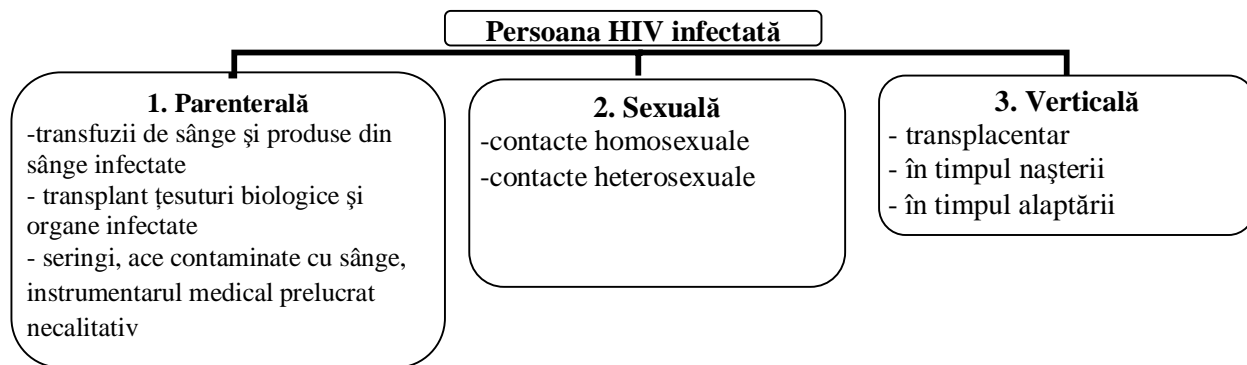 Persoana HIV infectată
1. Parenterală
-transfuzii de sânge şi produse din
sânge infectate
- transplant ţesuturi biologice şi
organe infectate
- seringi, ace contaminate cu sânge,
instrumentarul medical prelucrat
necalitativ
2. Sexuală
-contacte homosexuale
-contacte heterosexuale
3. Verticală
- transplacentar
- în timpul naşterii
- în timpul alaptării